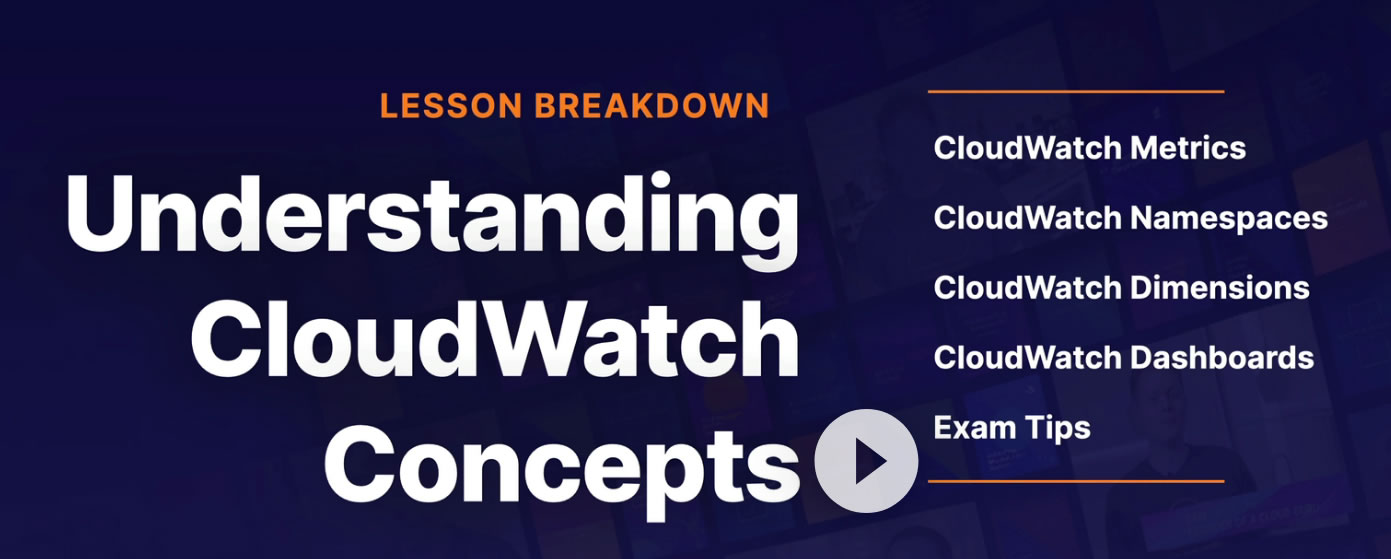 LESSON BREAKDOWN
Understanding
CloudWatch
Concepts
CloudWatch Metrics
CloudWatch Namespaces
CloudWatch Dimensions
CloudWatch Dashboards
Exam Tips